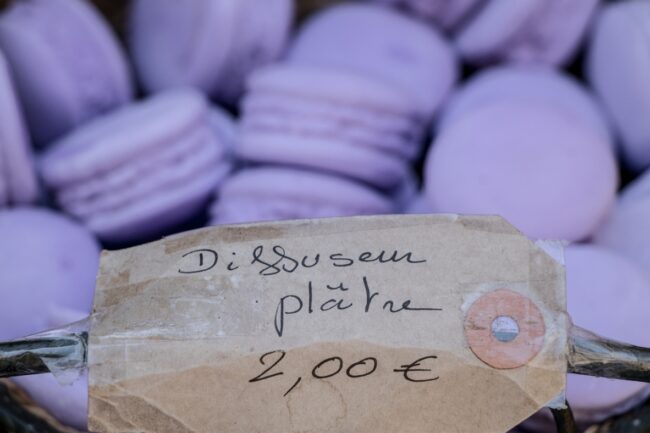 Diffuseur
plâtre
2,00 €